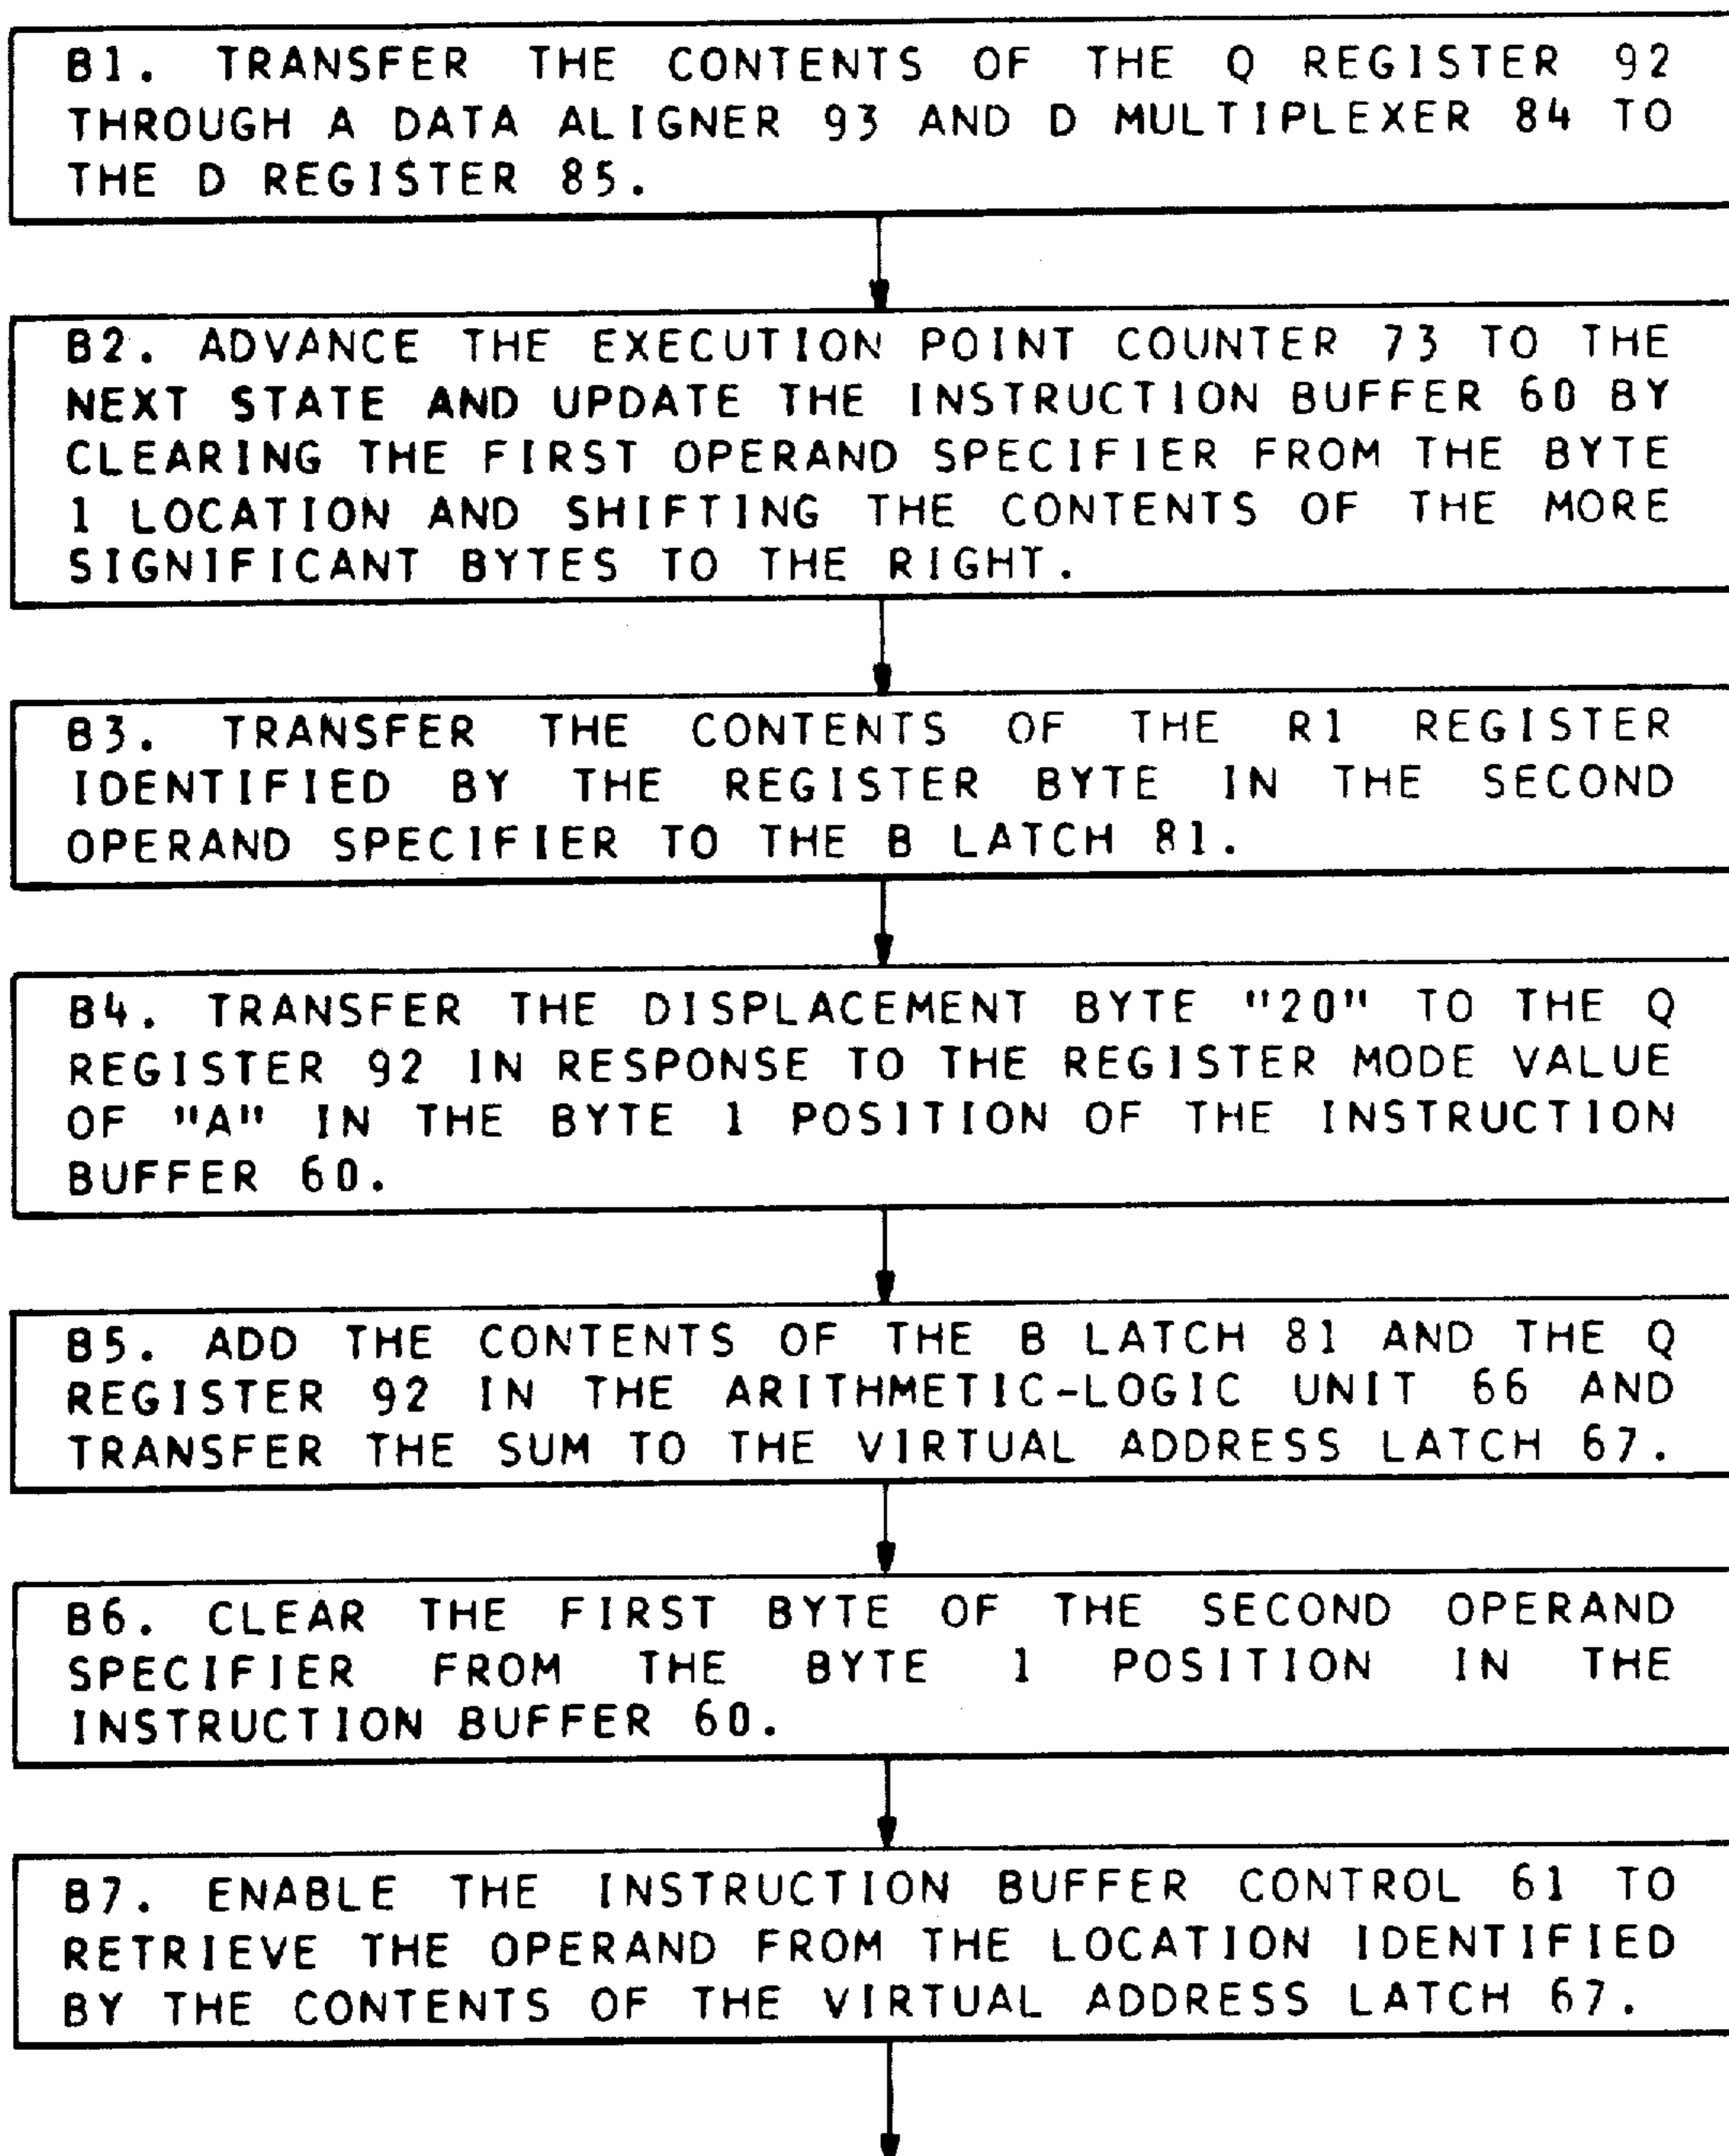 B1. TRANSFER THE CONTENTS OF THE Q REGISTER 92
THROUGH A DATA ALIGNER 93 AND D MULTIPLEXER 84 TO
THE D REGISTER 85.
B2. ADVANCE THE EXECUTION POINT COUNTER 73 TO THE
NEXT STATE AND UPDATE THE INSTRUCTION BUFFER 60 BY
CLEARING THE FIRST OPERAND SPECIFIER FROM THE BYTE
1 LOCATION AND SHIFTING THE CONTENTS OF THE MORE
SIGNIFICANT BYTES TO THE RIGHT.
B3. TRANSFER THE CONTENTS OF THE R1 REGISTER
IDENTIFIED BY THE REGISTER BYTE IN THE SECOND
OPERAND SPECIFIER TO THE B LATCH 81.
B4. TRANSFER THE DISPLACEMENT BYTE "20" TO THE Q
REGISTER 92 IN RESPONSE TO THE REGISTER MODE VALUE
OF "A" IN THE BYTE 1 POSITION OF THE INSTRUCTION
BUFFER 60.
B5. ADD THE CONTENTS OF THE B LATCH 81 AND THE Q
REGISTER 92 IN THE ARITHMETIC-LOGIC UNIT 66 AND
TRANSFER THE SUM TO THE VIRTUAL ADDRESS LATCH 67.
B6. CLEAR THE FIRST BYTE OF THE SECOND OPERAND
SPECIFIER FROM THE BYTE 1 POSITION IN THE
INSTRUCTION BUFFER 60.
B7. ENABLE THE INSTRUCTION BUFFER CONTROL 61 TO
RETRIEVE THE OPERAND FROM THE LOCATION IDENTIFIED
BY THE CONTENTS OF THE VIRTUAL ADDRESS LATCH 67.